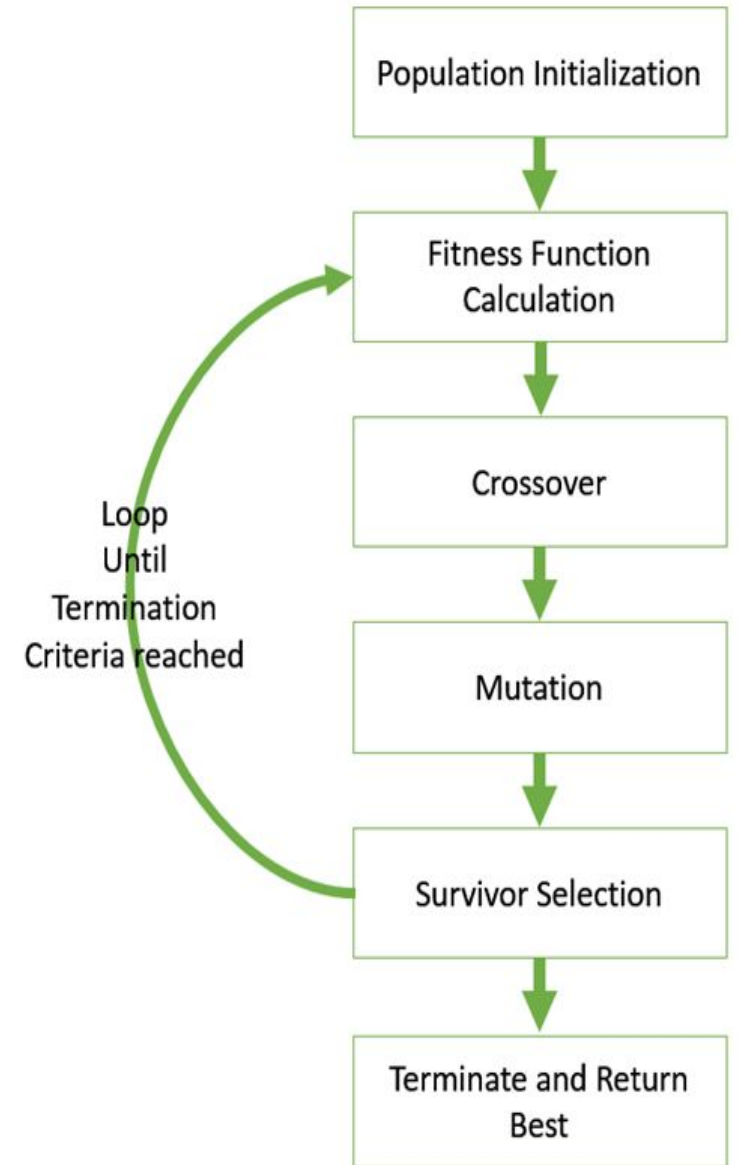 Population Initialization
Fitness Function
Calculation
Crossover
Loop
Until
Termination
Criteria reached
Mutation
Survivor Selection
Terminate and Return
Best